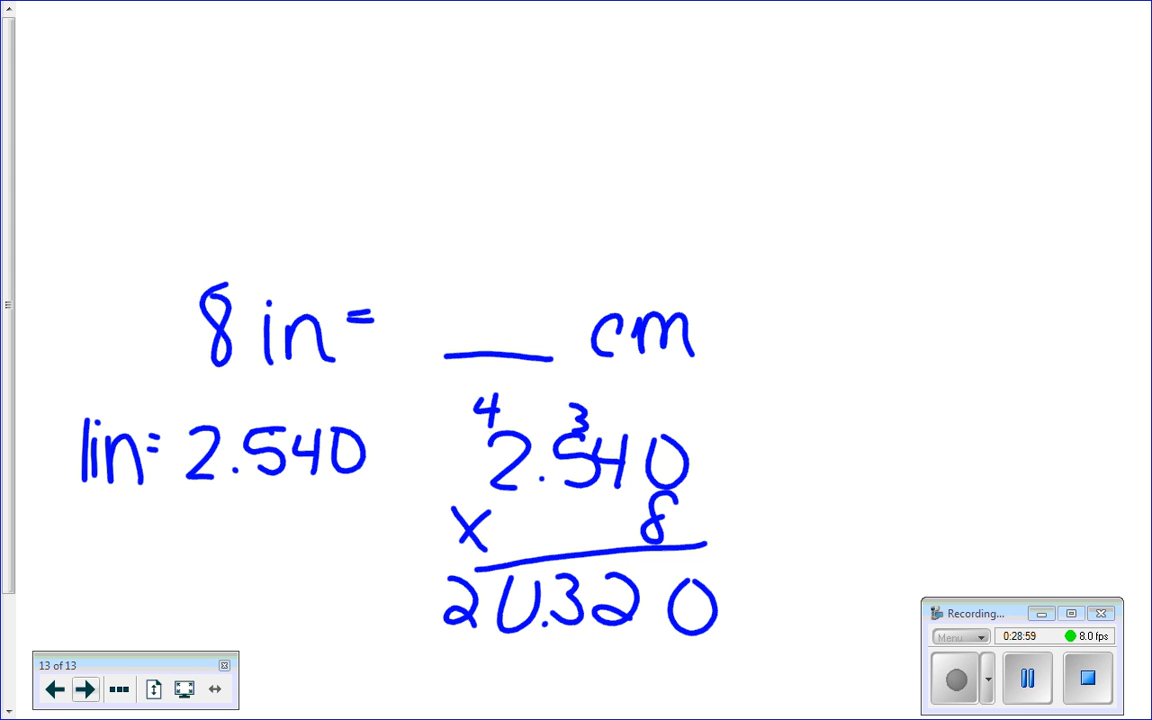 8 in = ___ cm
4 3
1in= 2.540
2.540
x 8
20.320
Recording...
Menu
0:28:59
8.0 fps
13 of 13